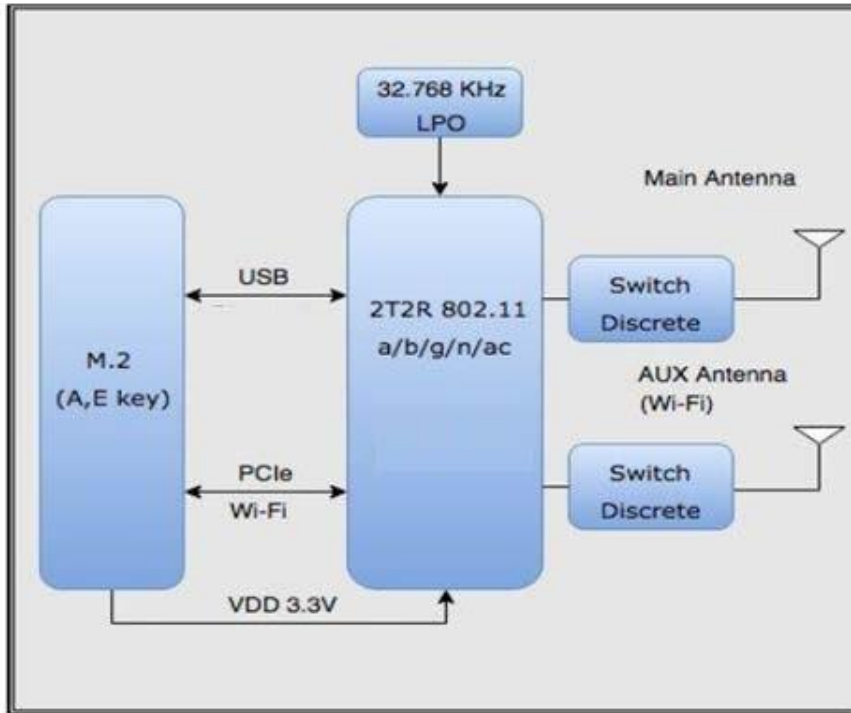 32.768 KHz
LPO
Main Antenna
USB
2T2R 802.11
a/b/g/n/ac
Switch
Discrete
M.2
(A,E key)
AUX Antenna
(Wi-Fi)
PCIe
Wi-Fi
Switch
Discrete
VDD 3.3V